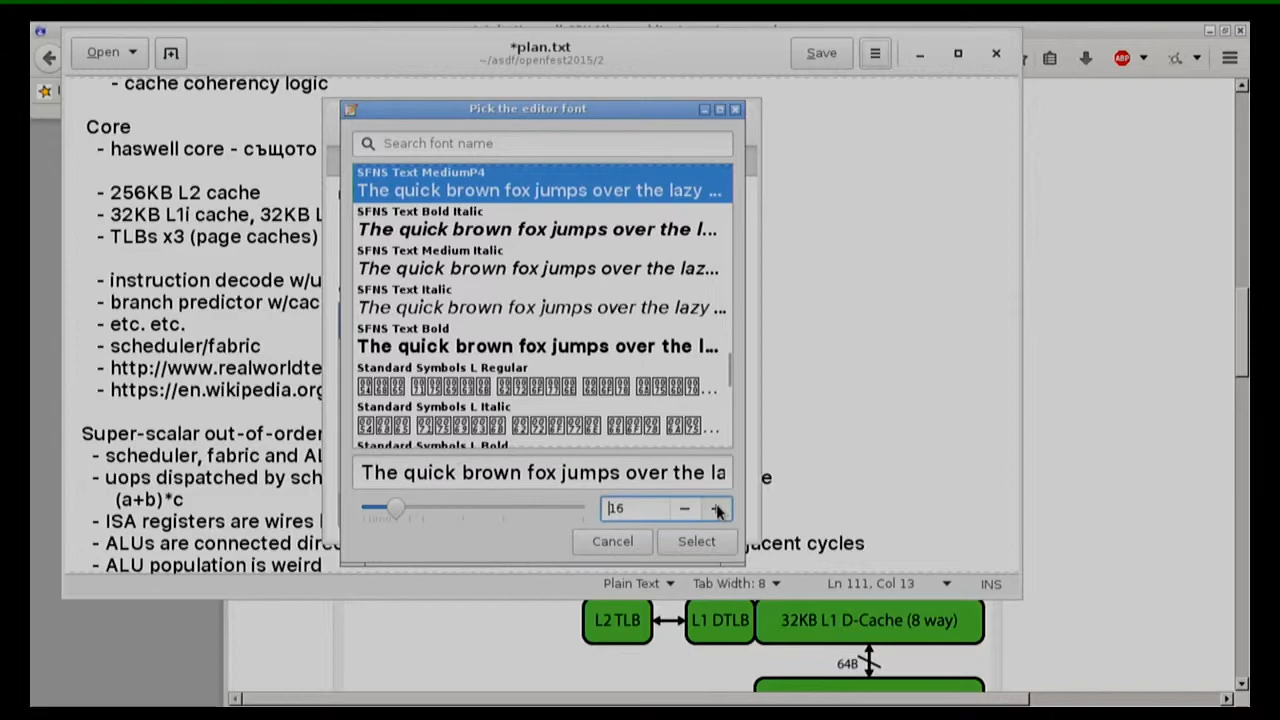 Open
*plan.txt
~/asdf/openfest2015/2
Save
- cache coherency logic
Core
- haswell core - същото
- 256KB L2 cache
- 32KB L1i cache, 32KB L
- TLBs x3 (page caches)
- instruction decode w/u
- branch predictor w/cac
- etc. etc.
- scheduler/fabric
- http://www.realworldte
- https://en.wikipedia.org
Super-scalar out-of-order
- scheduler, fabric and AL
- uops dispatched by sch
e
(a+b)*c
- ISA registers are wires
- ALUs are connected direc
jacent cycles
- ALU population is weird
Pick the editor font
Search font name
SFNS Text MediumP4
The quick brown fox jumps over the lazy ...
SFNS Text Bold Italic
The quick brown fox jumps over the l...
SFNS Text Medium Italic
The quick brown fox jumps over the laz...
SFNS Text Italic
The quick brown fox jumps over the lazy ...
SFNS Text Bold
The quick brown fox jumps over the l...
Standard Symbols L Regular
Standard Symbols L Italic
Standard Symbols L Bold
The quick brown fox jumps over the la
16
Cancel
Select
Plain Text
Tab Width: 8
Ln 111, Col 13
INS
ABP
L2 TLB
L1 DTLB
32KB L1 D-Cache (8 way)
64B